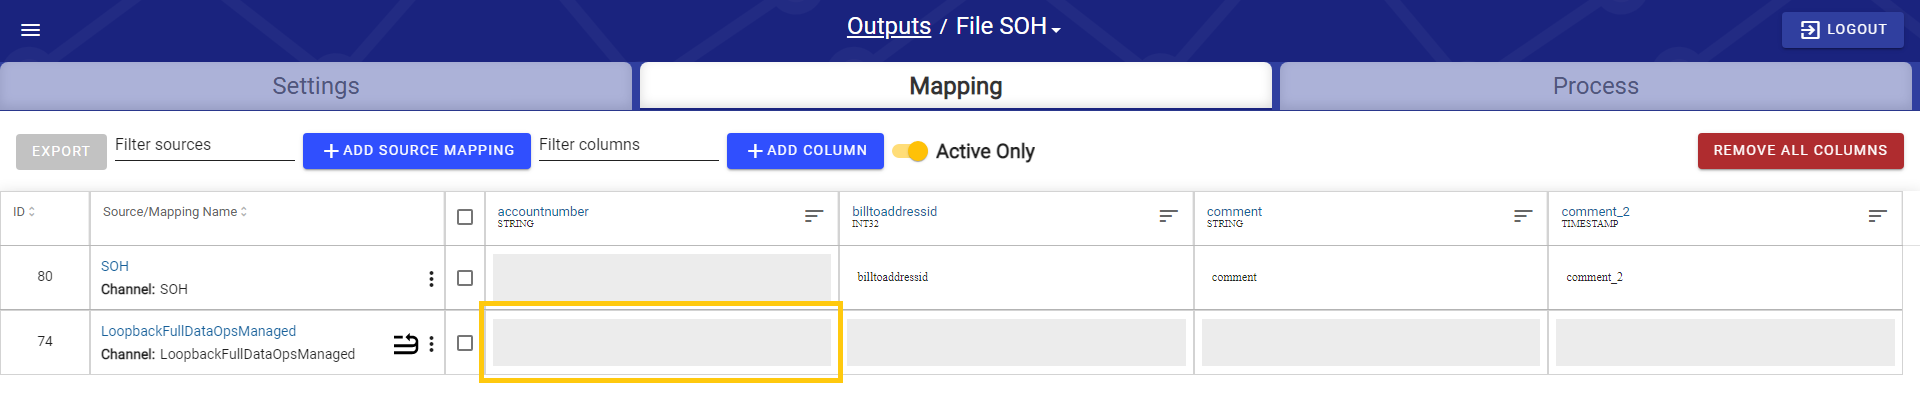 Outputs / File SOH
LOGOUT
Settings
Mapping
Process
EXPORT
Filter sources
ADD SOURCE MAPPING
Filter columns
ADD COLUMN
Active Only
REMOVE ALL COLUMNS
ID
Source/Mapping Name
accountnumber
STRING
billtoaddressid
INT32
comment
STRING
comment_2
TIMESTAMP
80
SOH
Channel: SOH
billtoaddressid
comment
comment_2
74
LoopbackFullDataOpsManaged
Channel: LoopbackFullDataOpsManaged